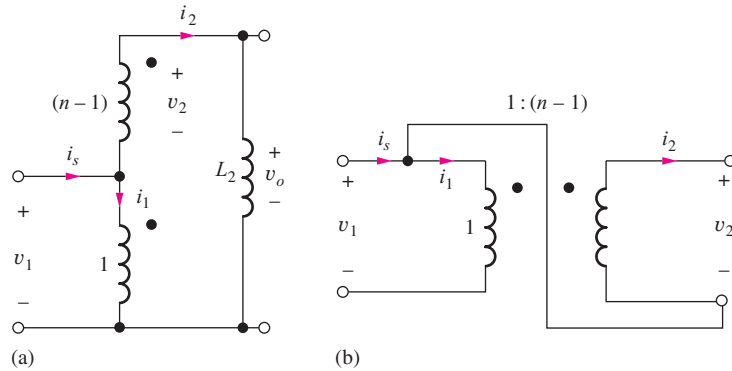 i₂
(n – 1)
+
v₂
–
iₛ
i₁
L₂
+
vₒ
–
+
v₁
–
1
(a)
1 : (n – 1)
iₛ
i₁
i₂
+
v₁
–
1
+
v₂
–
(b)